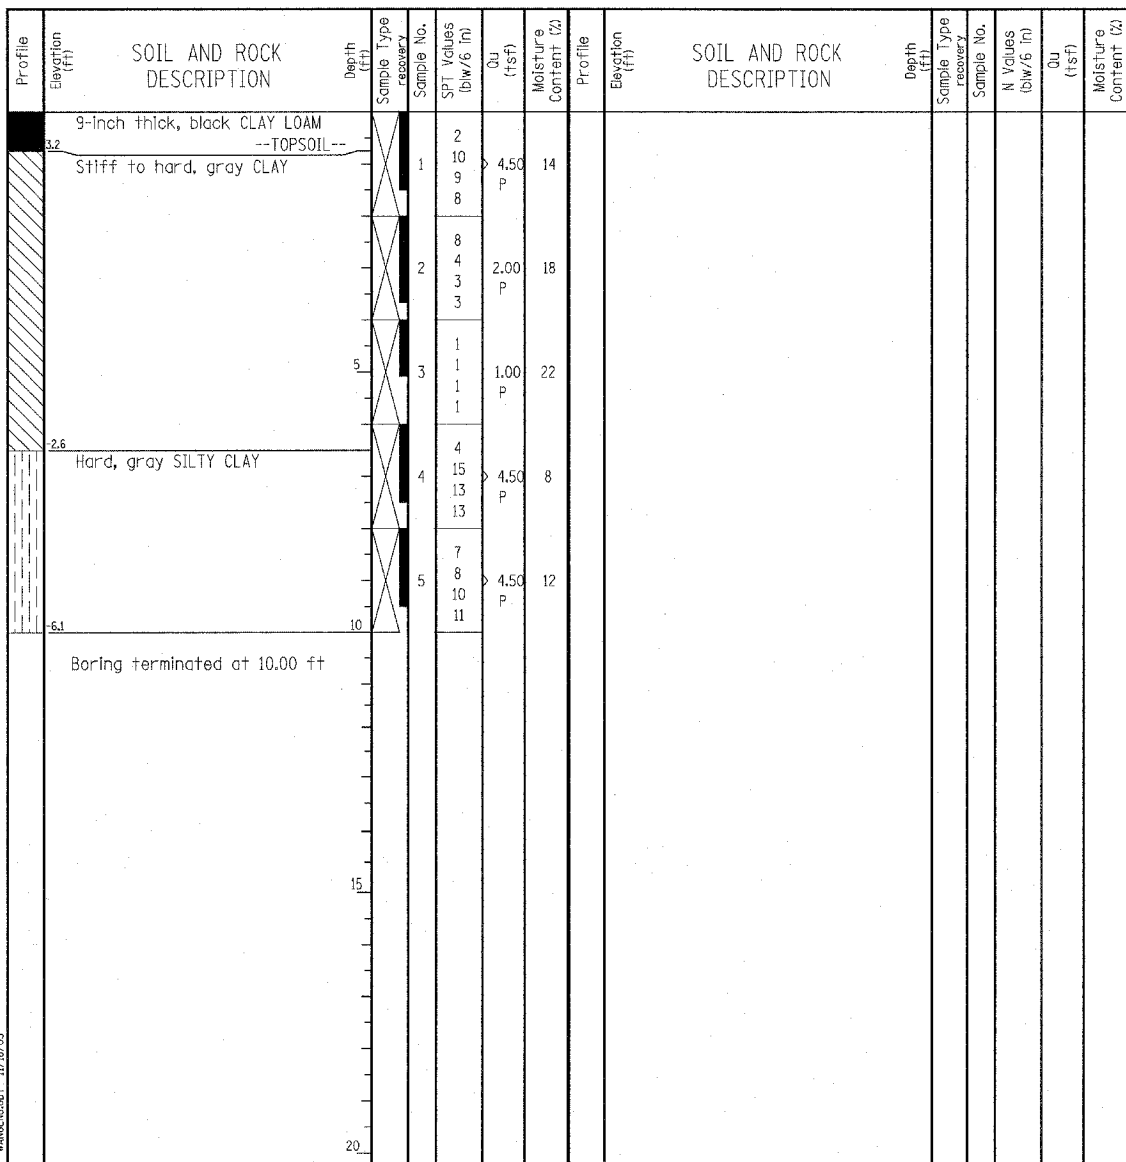 Profile
Elevation (ft)
SOIL AND ROCK
DESCRIPTION
Depth (ft)
Sample Type
recovery
Sample No.
SPT Values
(blw/6 in)
Qu
(tsf)
Moisture
Content (%)
Profile
Elevation (ft)
SOIL AND ROCK
DESCRIPTION
Depth (ft)
Sample Type
recovery
Sample No.
N Values
(blw/6 in)
Qu
(tsf)
Moisture
Content (%)
9-inch thick, black CLAY LOAM
3.2 --TOPSOIL--
Stiff to hard, gray CLAY
2
1 10 > 4.50 14
9 P
8
8
2 4 2.00 18
3 P
3
1
5 3 1 1.00 22
1 P
1
-2.6
Hard, gray SILTY CLAY
4
4 15 > 4.50 8
13 P
13
7
5 8 > 4.50 12
10 P
11
-6.1 10
Boring terminated at 10.00 ft
15
20